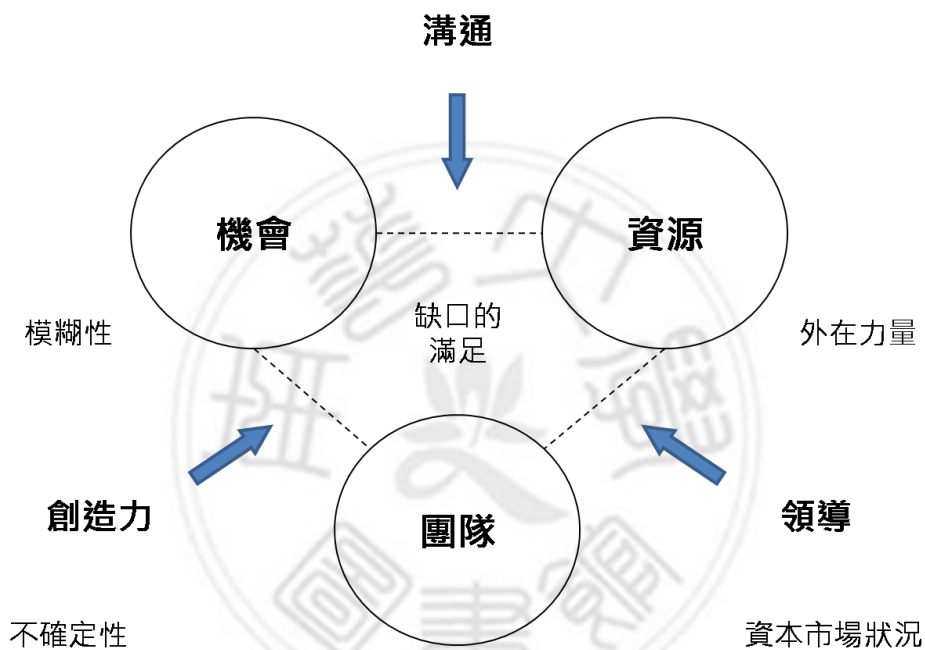 溝通
機會
資源
缺口的
滿足
模糊性
外在力量
創造力
領導
團隊
不確定性
資本市場狀況